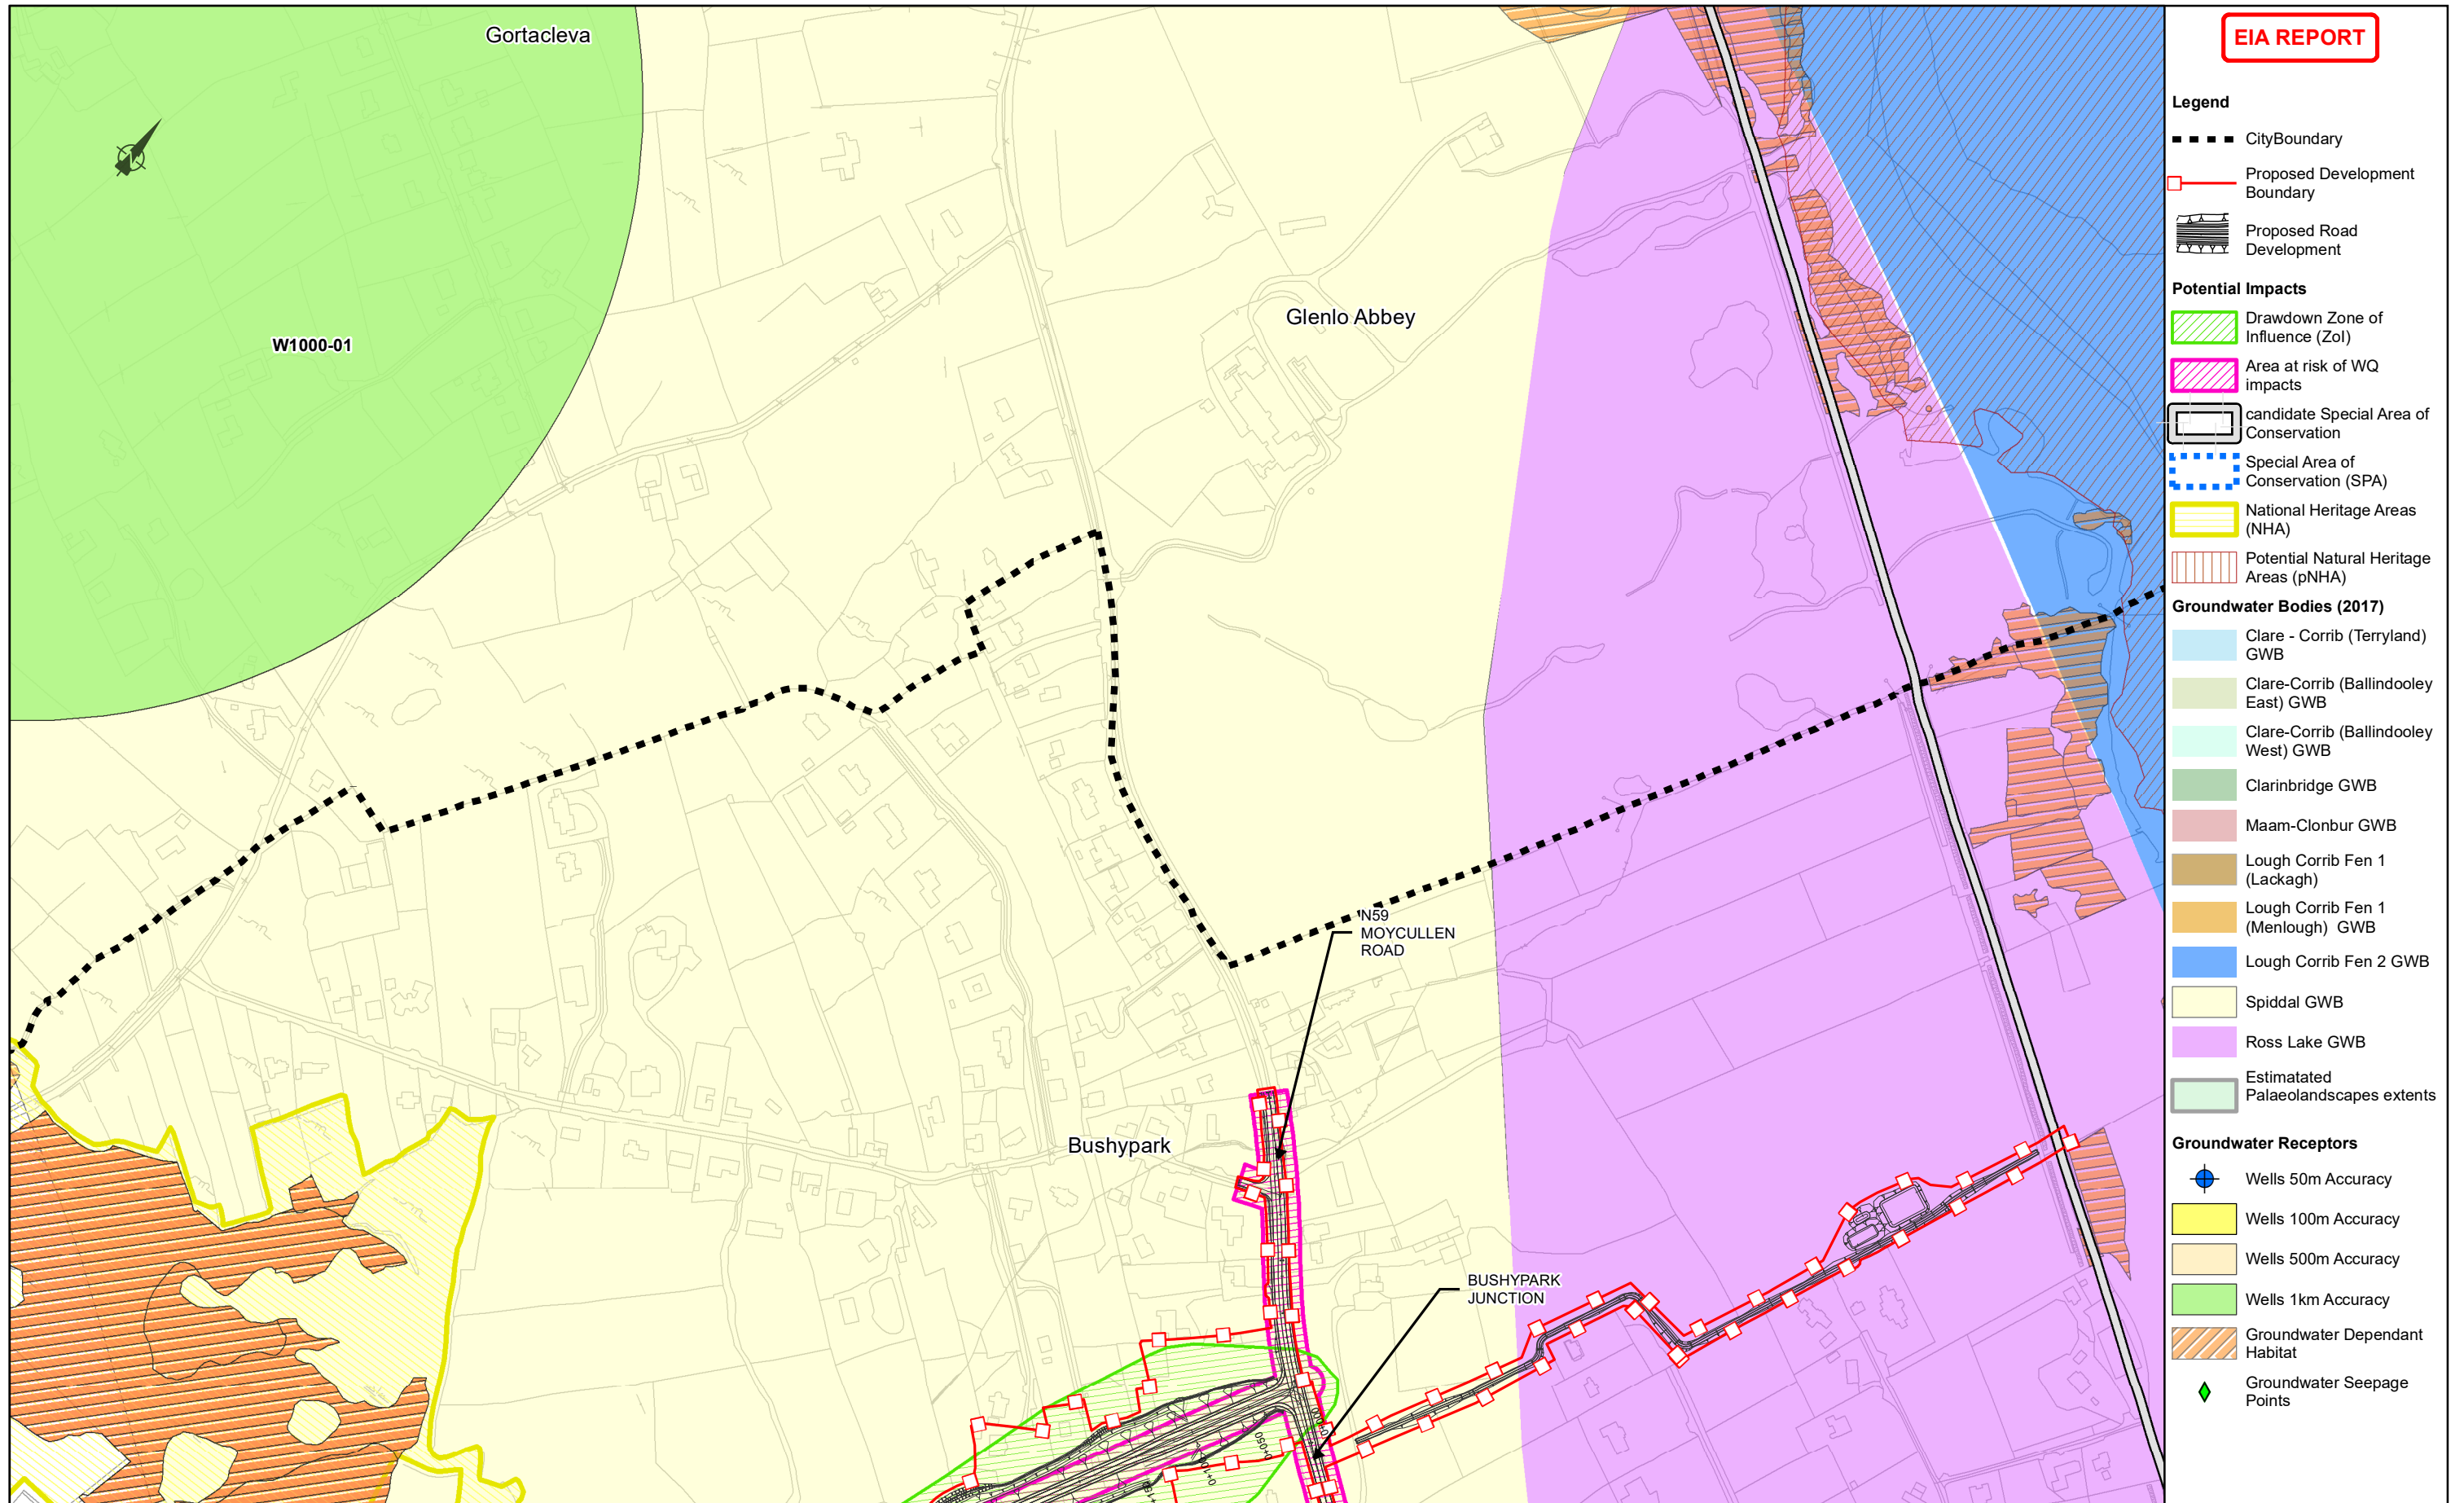 Gortacleva
W1000-01
Glenlo Abbey
N59
MOYCULLEN
ROAD
Bushypark
BUSHYPARK
JUNCTION
0+050
EIA REPORT
Legend
CityBoundary
Proposed Development
Boundary
Proposed Road
Development
Potential Impacts
Drawdown Zone of
Influence (ZoI)
Area at risk of WQ
impacts
candidate Special Area of
Conservation
Special Area of
Conservation (SPA)
National Heritage Areas
(NHA)
Potential Natural Heritage
Areas (pNHA)
Groundwater Bodies (2017)
Clare - Corrib (Terryland)
GWB
Clare-Corrib (Ballindooley
East) GWB
Clare-Corrib (Ballindooley
West) GWB
Clarinbridge GWB
Maam-Clonbur GWB
Lough Corrib Fen 1
(Lackagh)
Lough Corrib Fen 1
(Menlough) GWB
Lough Corrib Fen 2 GWB
Spiddal GWB
Ross Lake GWB
Estimatated
Palaeolandscapes extents
Groundwater Receptors
Wells 50m Accuracy
Wells 100m Accuracy
Wells 500m Accuracy
Wells 1km Accuracy
Groundwater Dependant
Habitat
Groundwater Seepage
Points